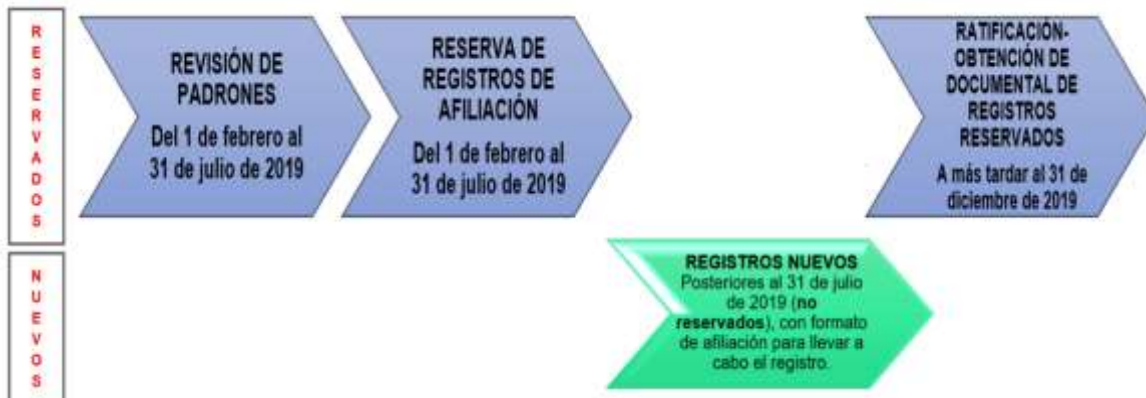 RESERVADOS
REVISIÓN DE
PADRONES
Del 1 de febrero al
31 de julio de 2019
RESERVA DE
REGISTROS DE
AFILIACIÓN
Del 1 de febrero al
31 de julio de 2019
RATIFICACIÓN-
OBTENCIÓN DE
DOCUMENTAL DE
REGISTROS
RESERVADOS
A más tardar al 31 de
diciembre de 2019
NUEVOS
REGISTROS NUEVOS
Posteriores al 31 de julio
de 2019 (no
reservados), con formato
de afiliación para llevar a
cabo el registro.